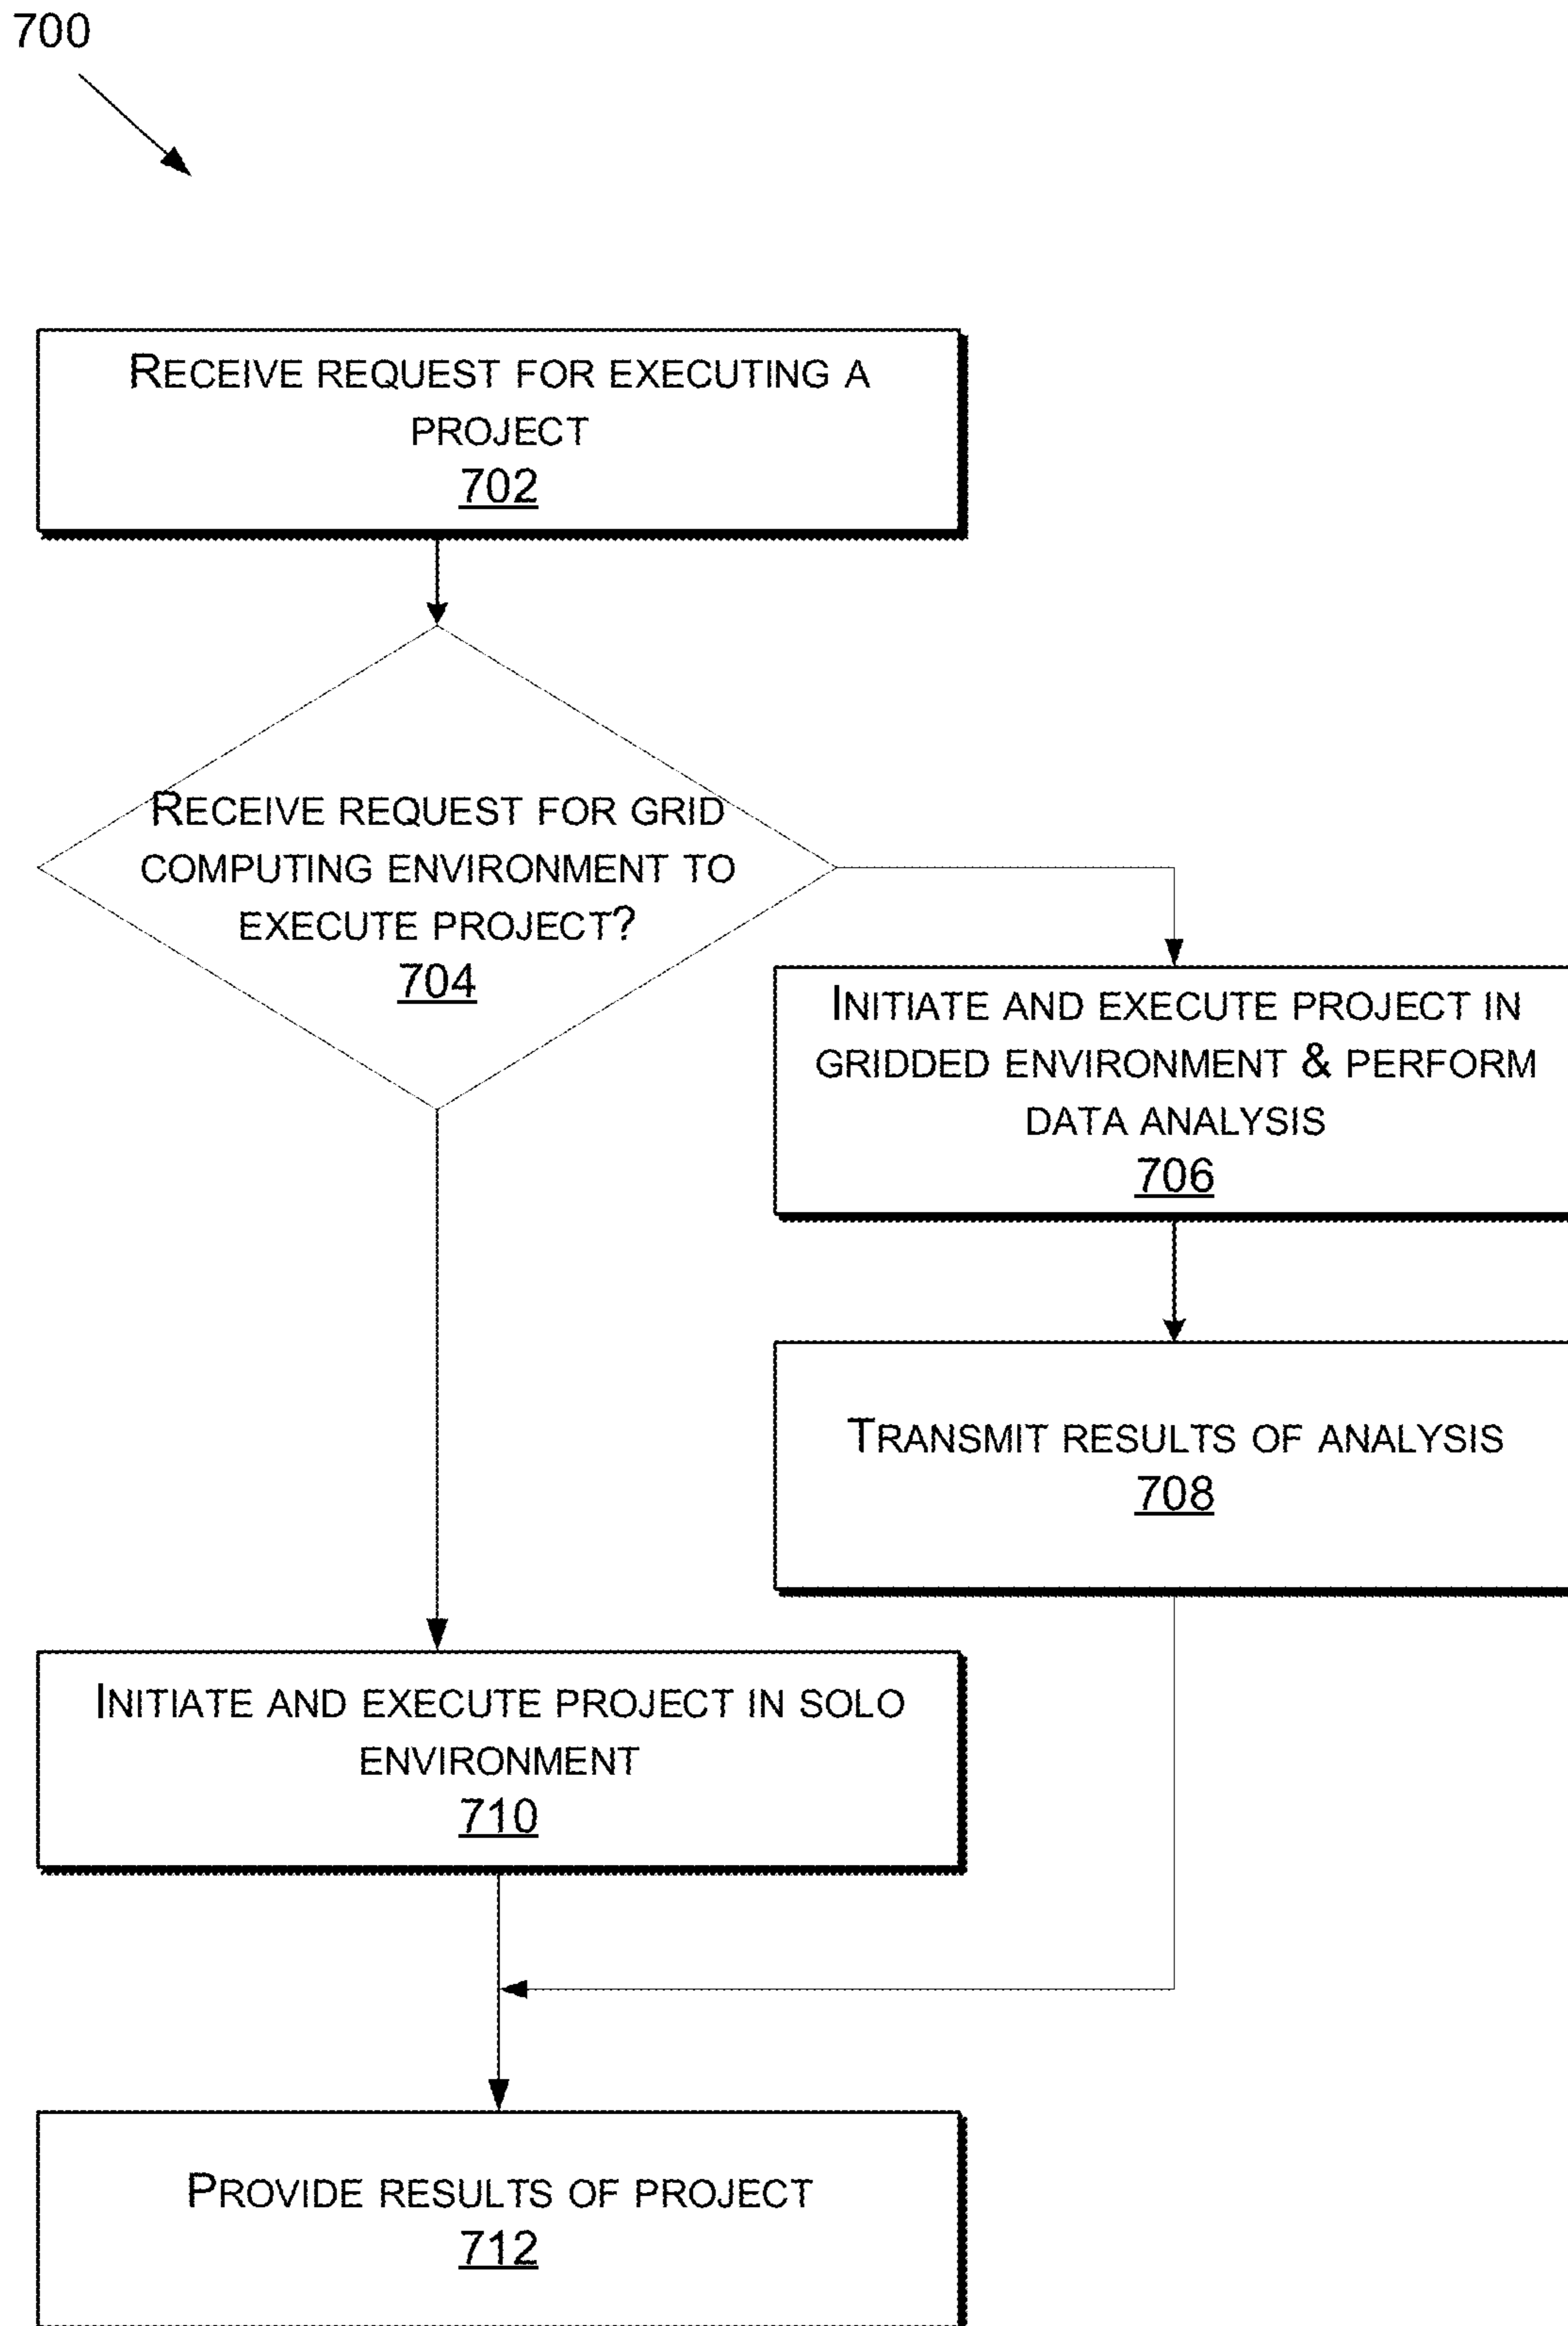 700
RECEIVE REQUEST FOR EXECUTING A
PROJECT
702
RECEIVE REQUEST FOR GRID
COMPUTING ENVIRONMENT TO
EXECUTE PROJECT?
704
INITIATE AND EXECUTE PROJECT IN
GRIDDED ENVIRONMENT & PERFORM
DATA ANALYSIS
706
TRANSMIT RESULTS OF ANALYSIS
708
INITIATE AND EXECUTE PROJECT IN SOLO
ENVIRONMENT
710
PROVIDE RESULTS OF PROJECT
712